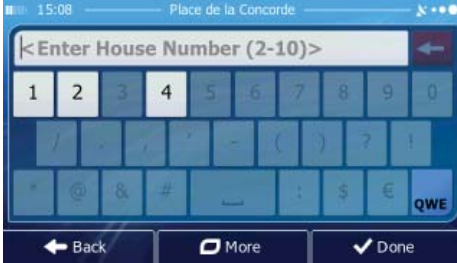 15:08 Place de la Concorde
<Enter House Number (2-10)>
1 2 3 4 5 6 7 8 9 0
/ . , ' - ( ) ? !
* @ & # : $ € QWE
Back More Done